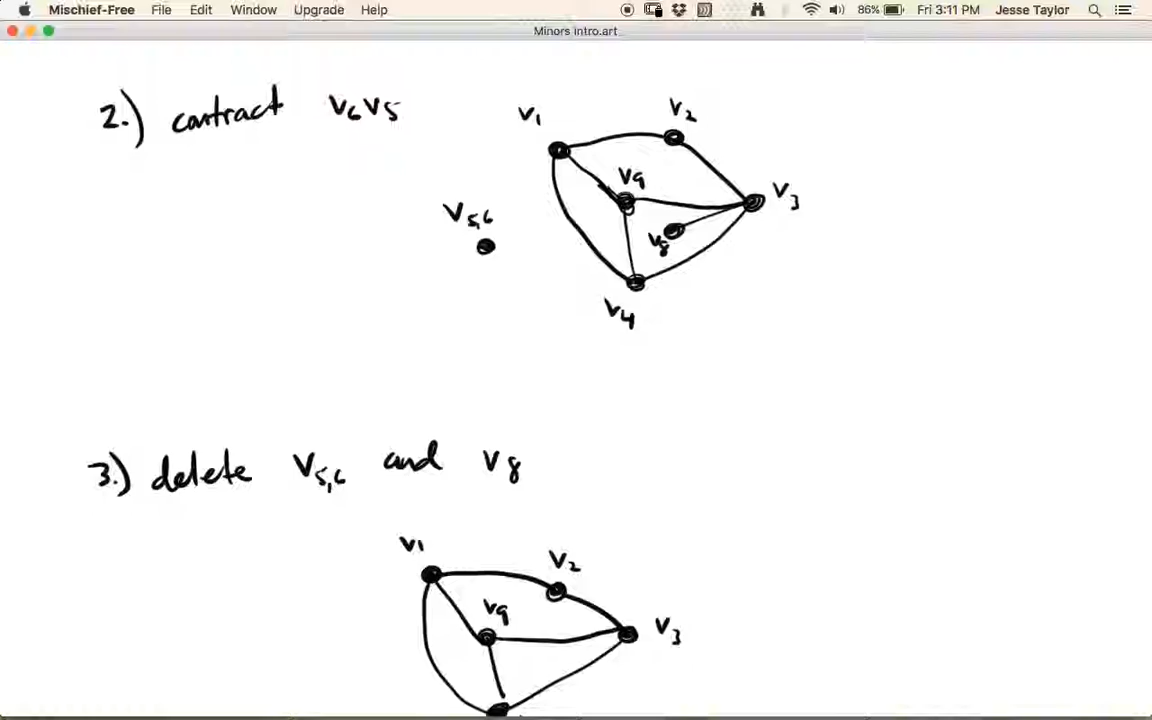 Mischief-Free File Edit Window Upgrade Help 86% Fri 3:11 PM Jesse Taylor
Minors intro.art
2.) contract v6v5
v1
v2
v9
v3
v5,6
v8
v4
3.) delete v5,6 and v8
v1
v2
v9
v3